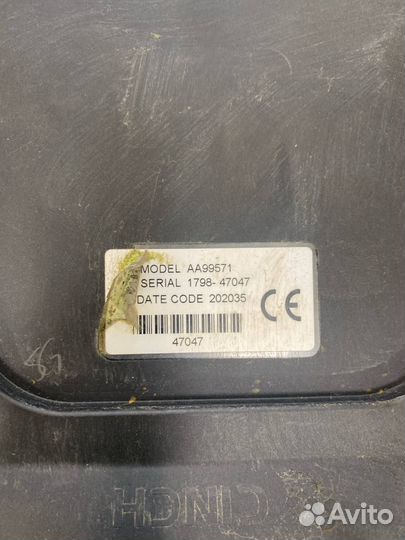 MODEL AA99571
SERIAL 1798-47047
DATE CODE 202035
CE
47047
CINCH
Avito